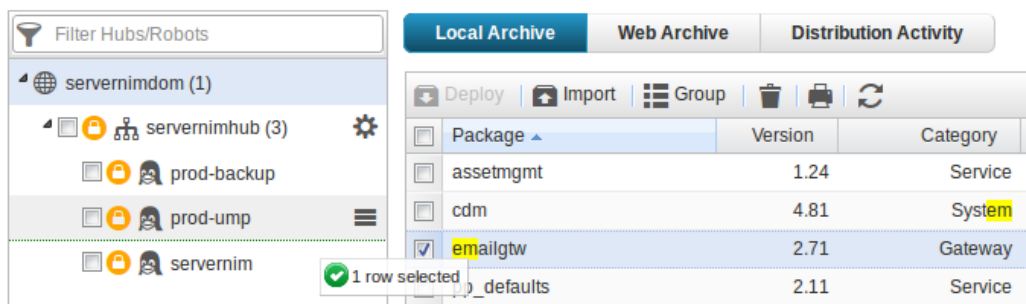 Filter Hubs/Robots
Local Archive
Web Archive
Distribution Activity
servernimdom (1)
servernimhub (3)
prod-backup
prod-ump
servernim
Deploy
Import
Group
Package Version Category
assetmgmt 1.24 Service
cdm 4.81 System
emailgtw 2.71 Gateway
1 row selected
pp_defaults 2.11 Service